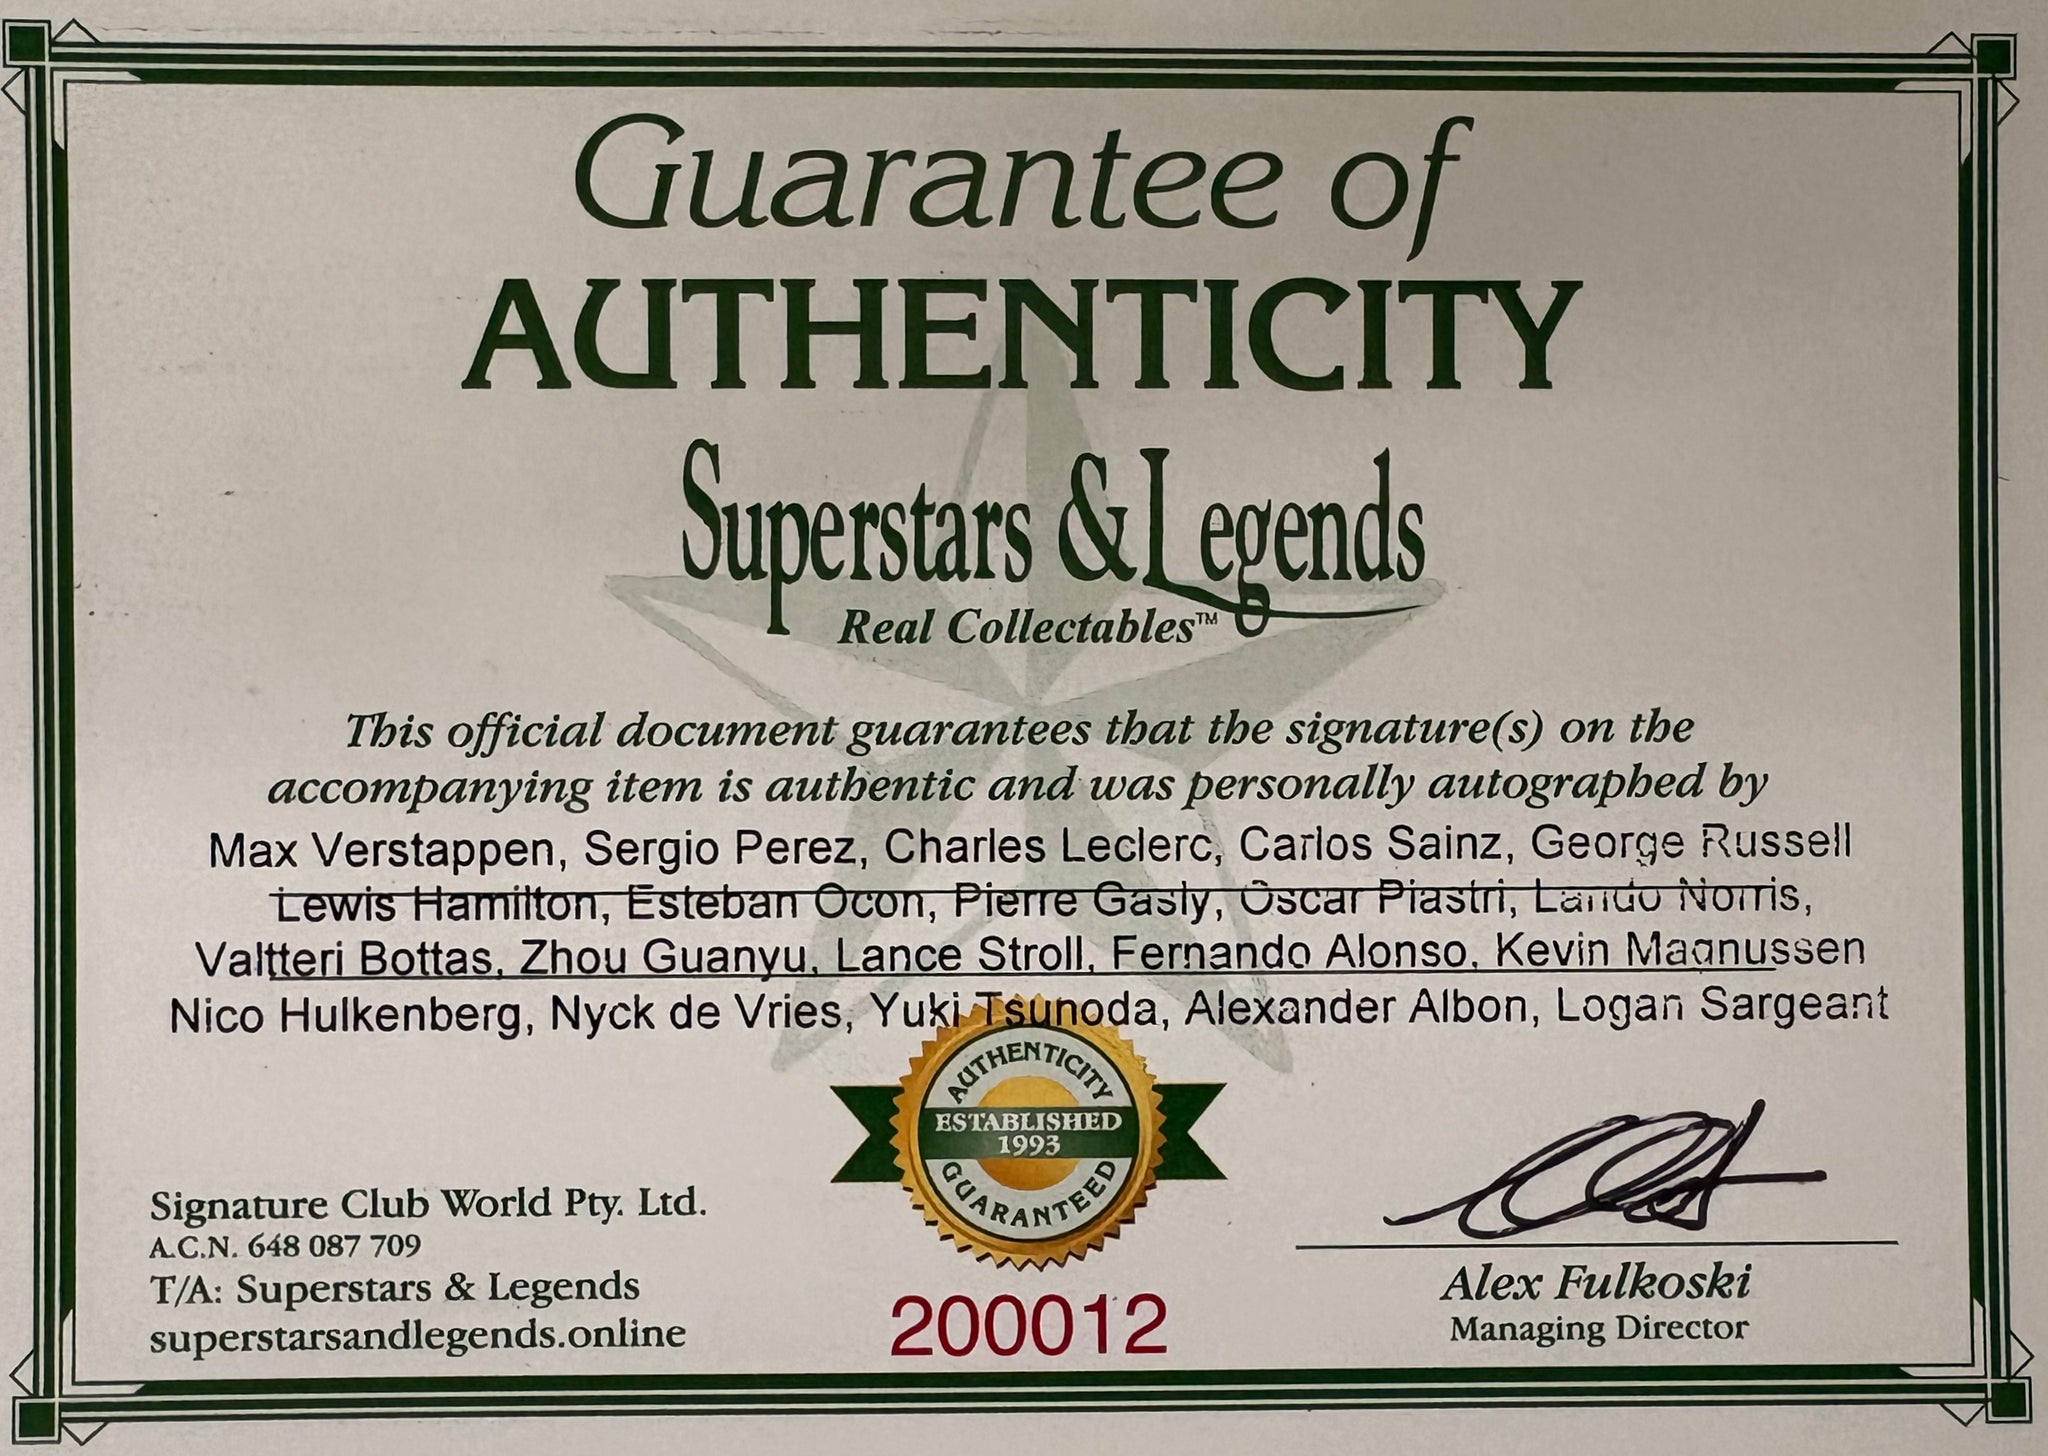 Guarantee of
AUTHENTICITY
Superstars & Legends
Real Collectables™
This official document guarantees that the signature(s) on the
accompanying item is authentic and was personally autographed by
Max Verstappen, Sergio Perez, Charles Leclerc, Carlos Sainz, George Russell
Lewis Hamilton, Esteban Ocon, Pierre Gasly, Oscar Piastri, Lando Norris,
Valtteri Bottas, Zhou Guanyu, Lance Stroll, Fernando Alonso, Kevin Magnussen
Nico Hulkenberg, Nyck de Vries, Yuki Tsunoda, Alexander Albon, Logan Sargeant
AUTHENTICITY
ESTABLISHED
1993
GUARANTEED
Signature Club World Pty. Ltd.
A.C.N. 648 087 709
T/A: Superstars & Legends
superstarsandlegends.online
200012
Alex Fulkoski
Managing Director